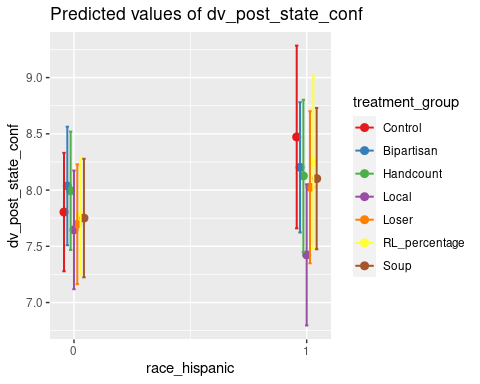 Predicted values of dv_post_state_conf
9.0
8.5
8.0
7.5
7.0
dv_post_state_conf
0
1
race_hispanic
treatment_group
Control
Bipartisan
Handcount
Local
Loser
RL_percentage
Soup